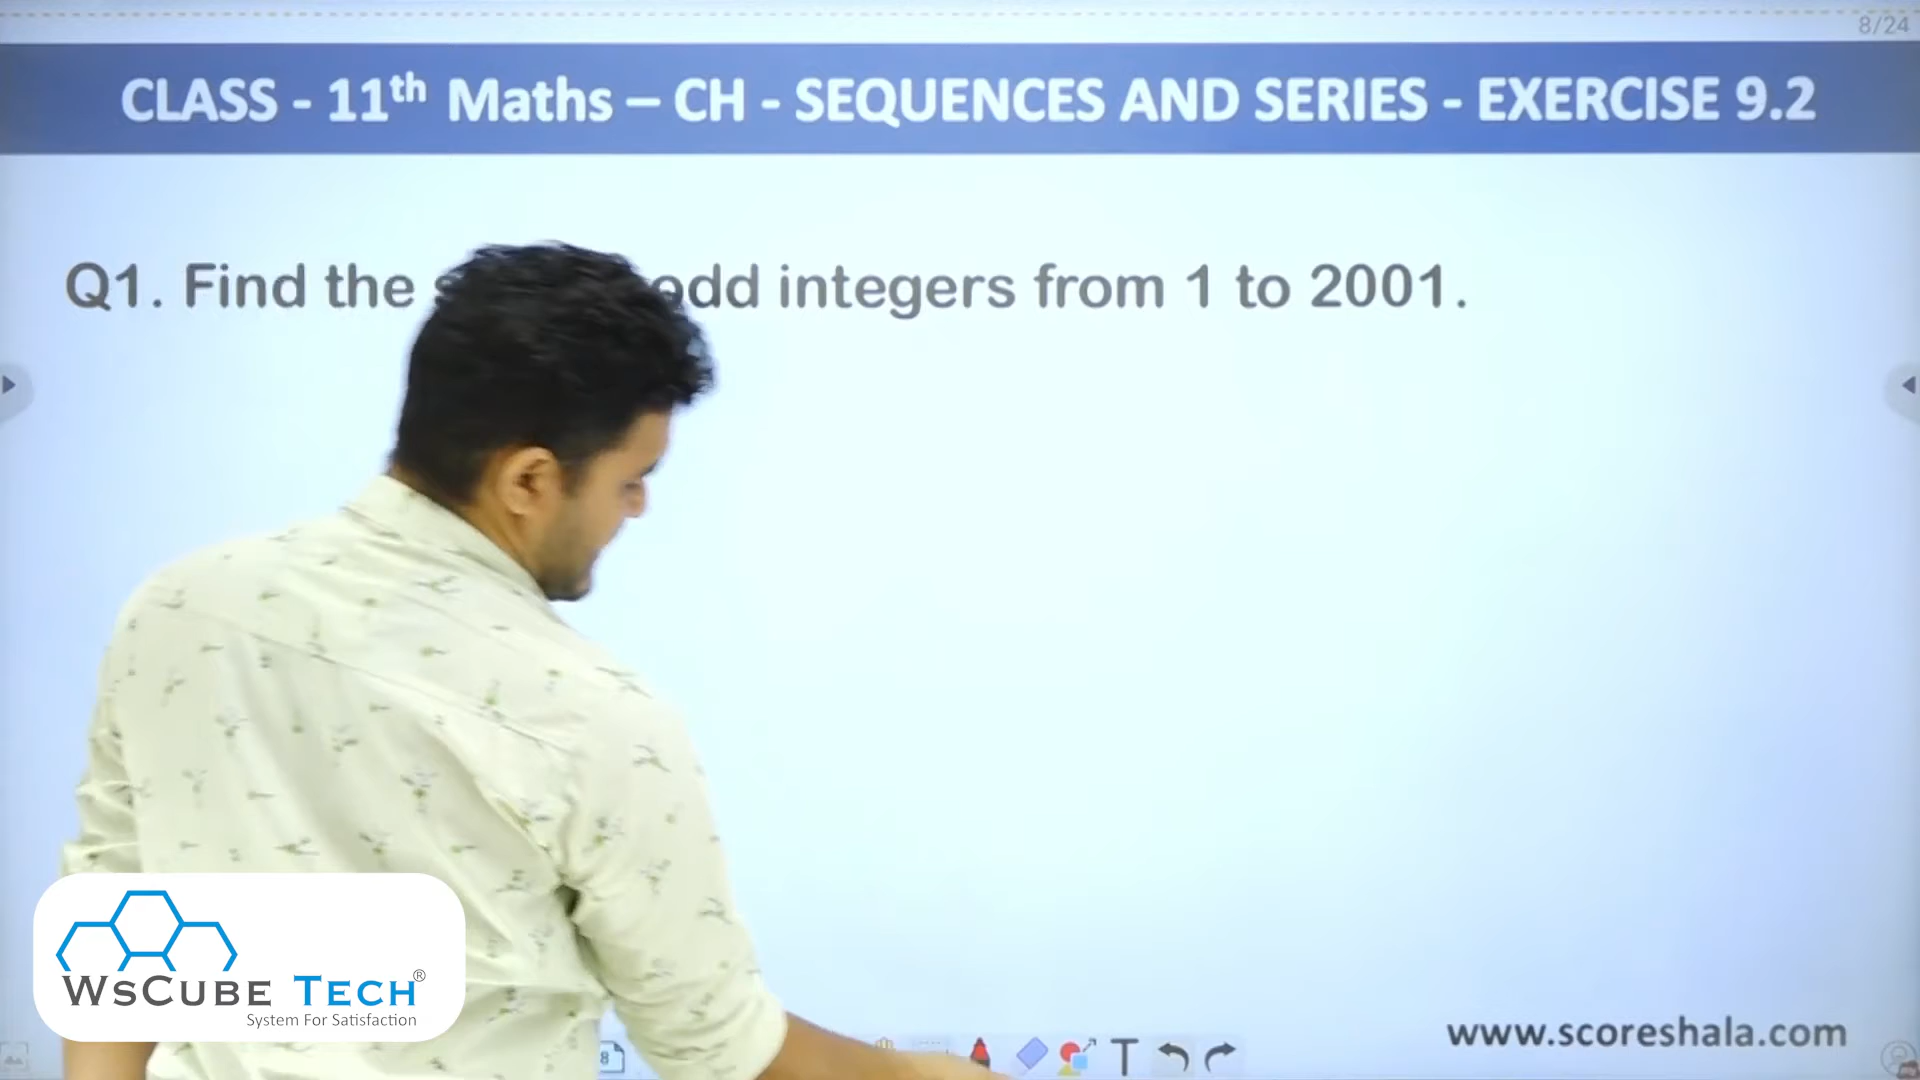 8/24
CLASS - 11th Maths – CH - SEQUENCES AND SERIES - EXERCISE 9.2
Q1. Find the odd integers from 1 to 2001.
WsCube Tech®
System For Satisfaction
8
T
www.scoreshala.com